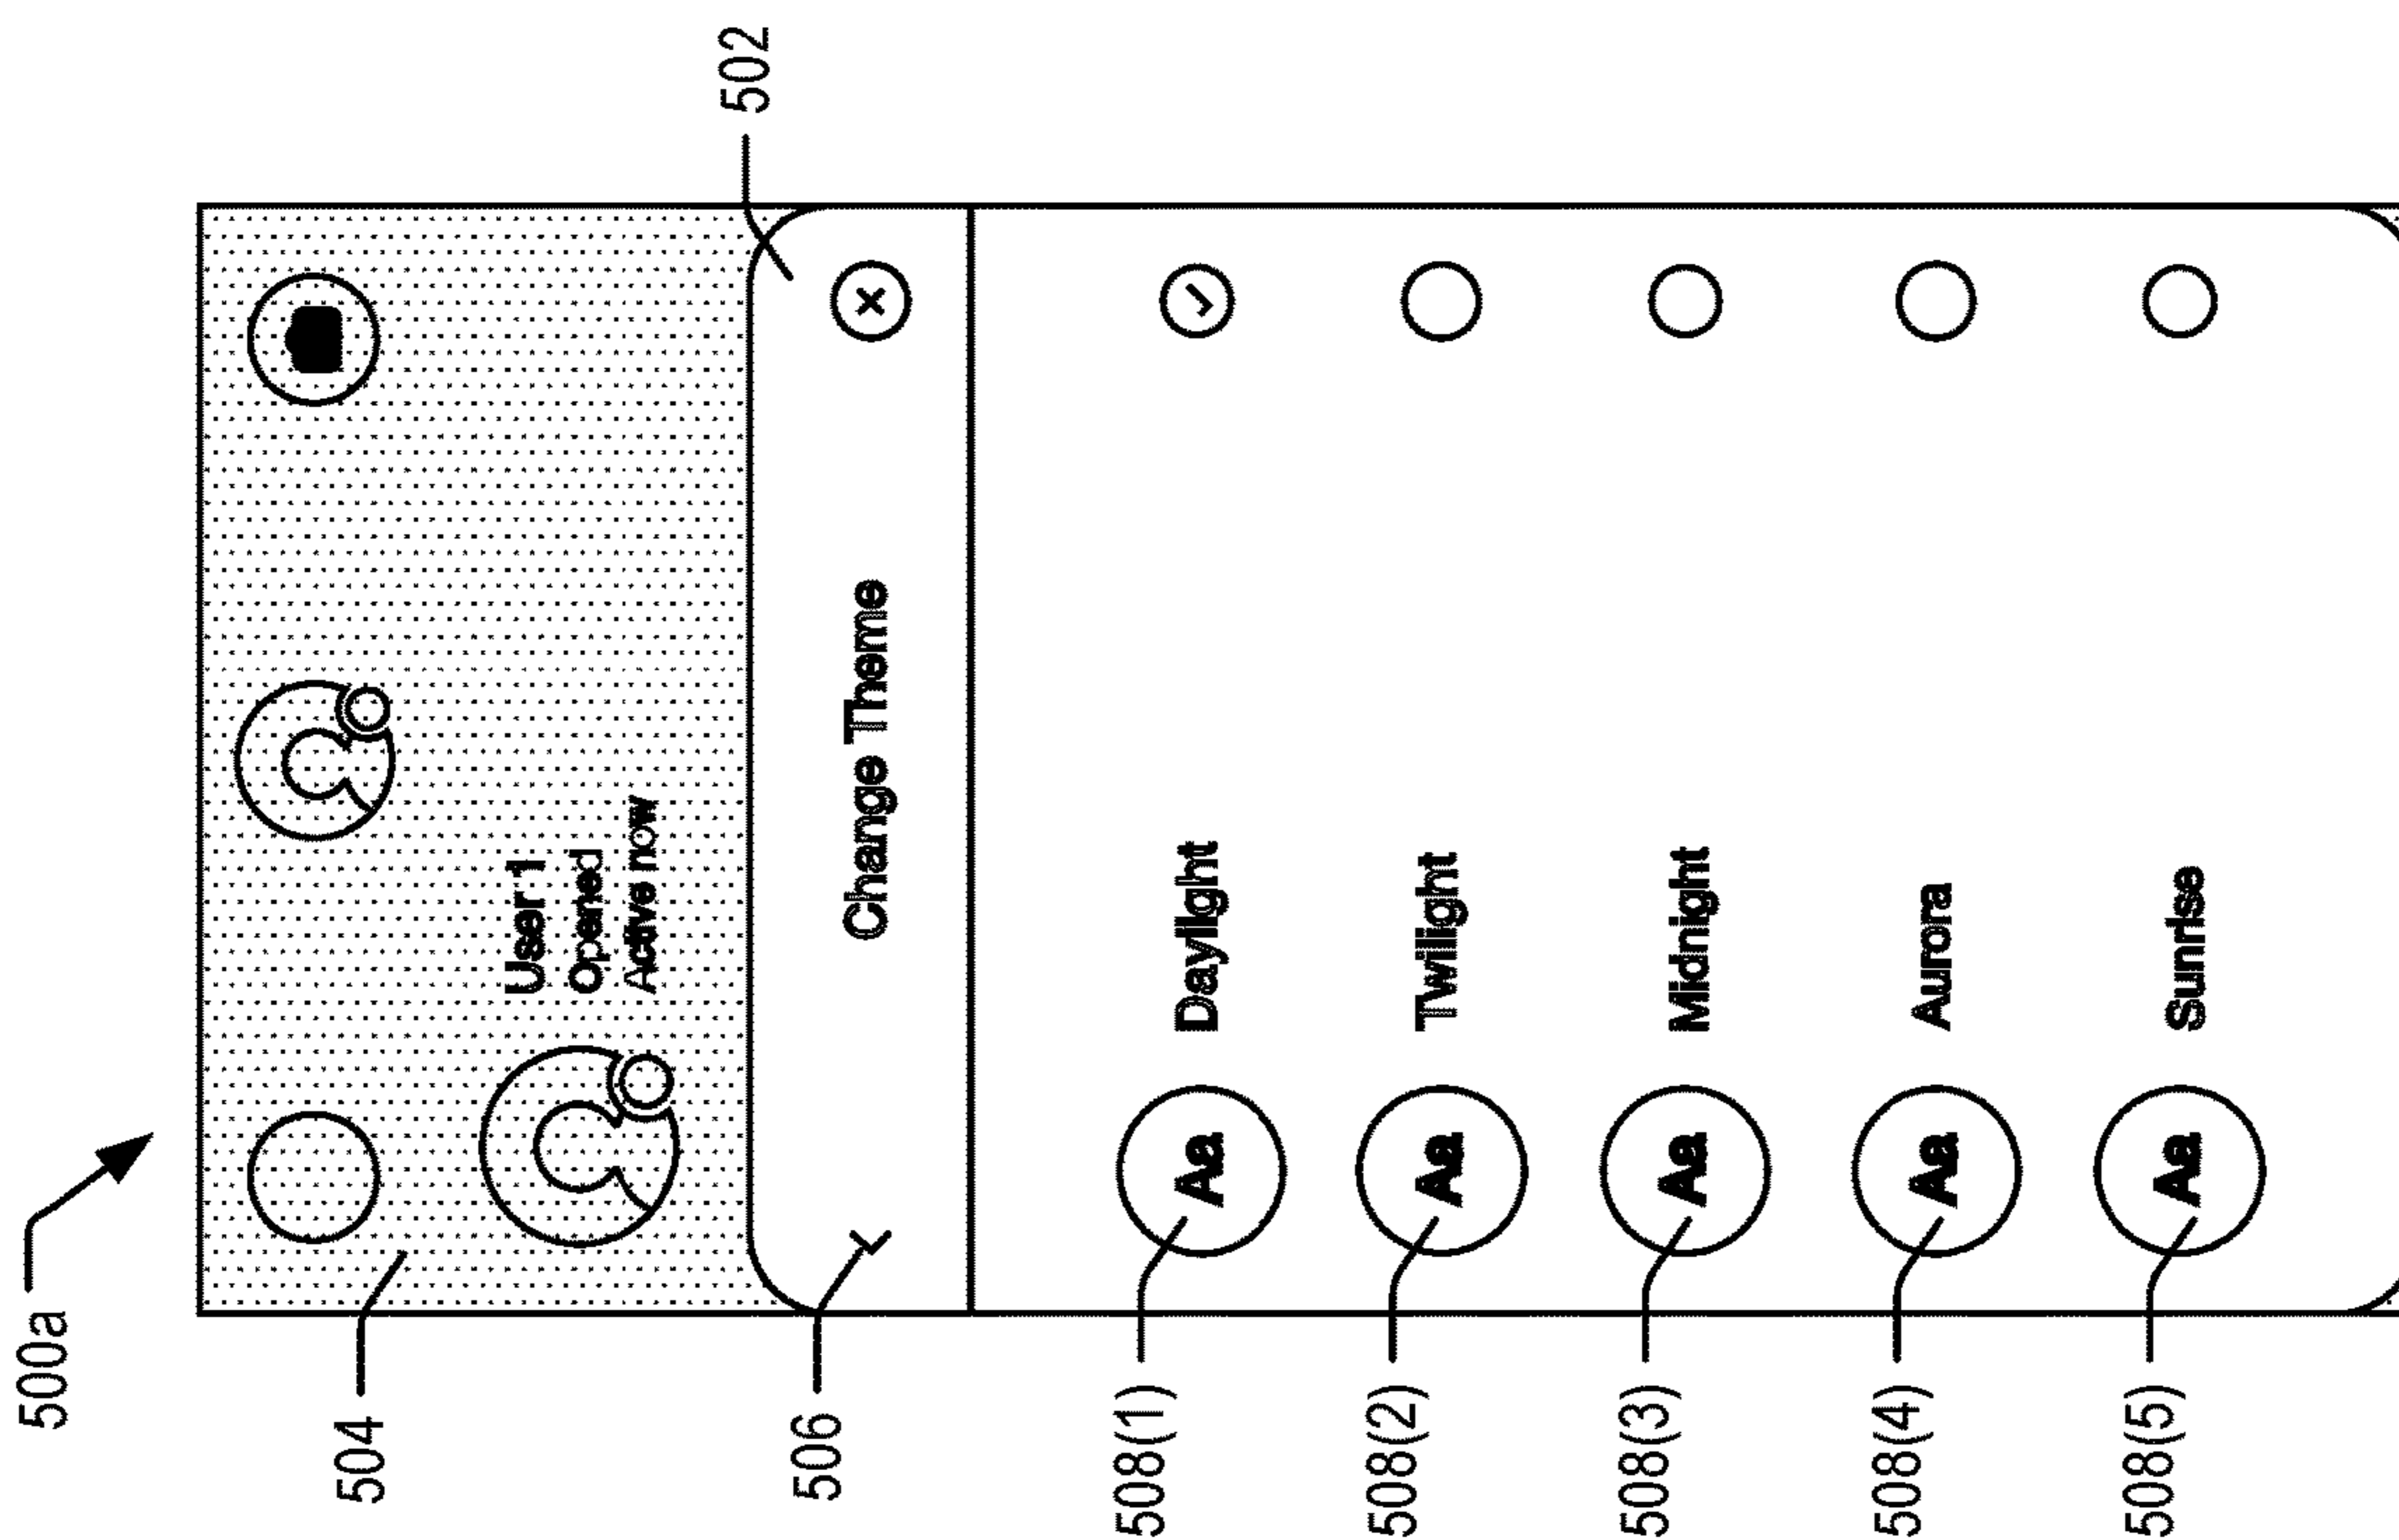 500a
502
504
User 1
Opened
Active now
506
Change Theme
508(1)
Aa
Daylight
508(2)
Aa
Twilight
508(3)
Aa
Midnight
508(4)
Aa
Aurora
508(5)
Aa
Sunrise